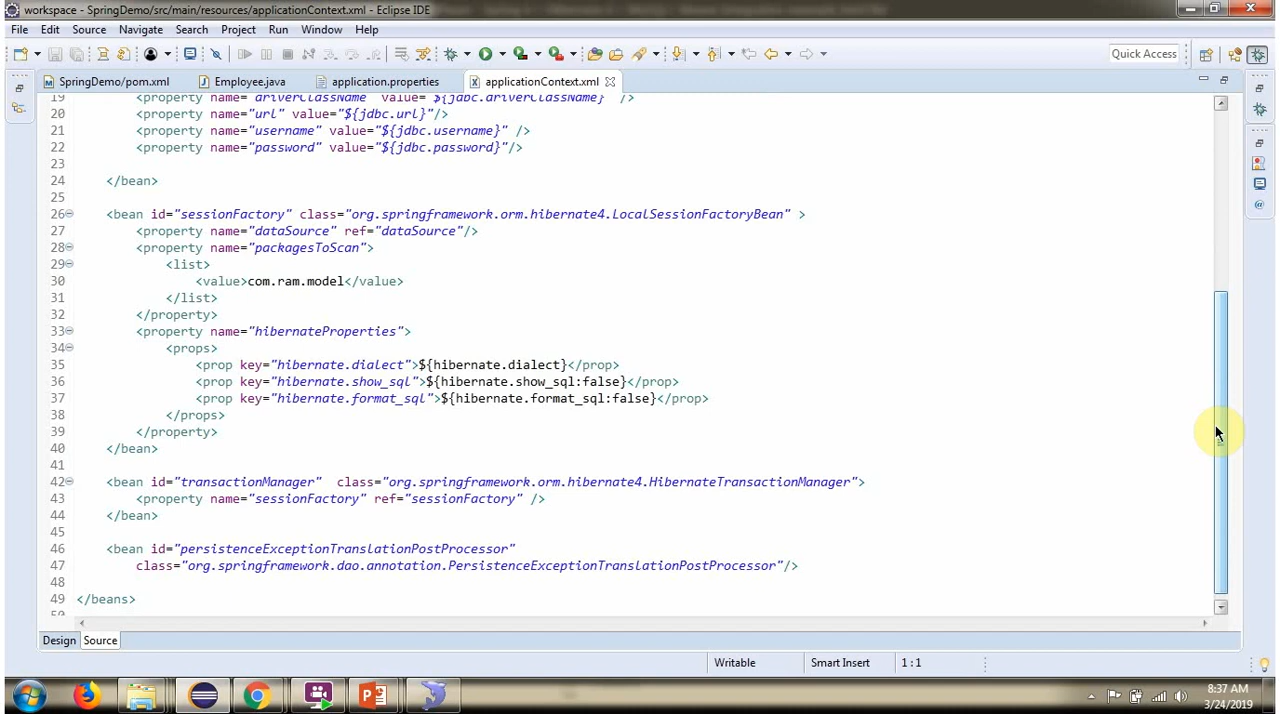 workspace - SpringDemo/src/main/resources/applicationContext.xml - Eclipse IDE
File Edit Source Navigate Search Project Run Window Help
Quick Access
SpringDemo/pom.xml Employee.java application.properties applicationContext.xml
19 <property name="driverClassName" value="${jdbc.driverClassName}" />
20 <property name="url" value="${jdbc.url}"/>
21 <property name="username" value="${jdbc.username}" />
22 <property name="password" value="${jdbc.password}"/>
23
24 </bean>
25
26 <bean id="sessionFactory" class="org.springframework.orm.hibernate4.LocalSessionFactoryBean" >
27 <property name="dataSource" ref="dataSource"/>
28 <property name="packagesToScan">
29 <list>
30 <value>com.ram.model</value>
31 </list>
32 </property>
33 <property name="hibernateProperties">
34 <props>
35 <prop key="hibernate.dialect">${hibernate.dialect}</prop>
36 <prop key="hibernate.show_sql">${hibernate.show_sql:false}</prop>
37 <prop key="hibernate.format_sql">${hibernate.format_sql:false}</prop>
38 </props>
39 </property>
40 </bean>
41
42 <bean id="transactionManager" class="org.springframework.orm.hibernate4.HibernateTransactionManager">
43 <property name="sessionFactory" ref="sessionFactory" />
44 </bean>
45
46 <bean id="persistenceExceptionTranslationPostProcessor"
47 class="org.springframework.dao.annotation.PersistenceExceptionTranslationPostProcessor"/>
48
49 </beans>
50
Design Source
Writable Smart Insert 1 : 1
8:37 AM
3/24/2019